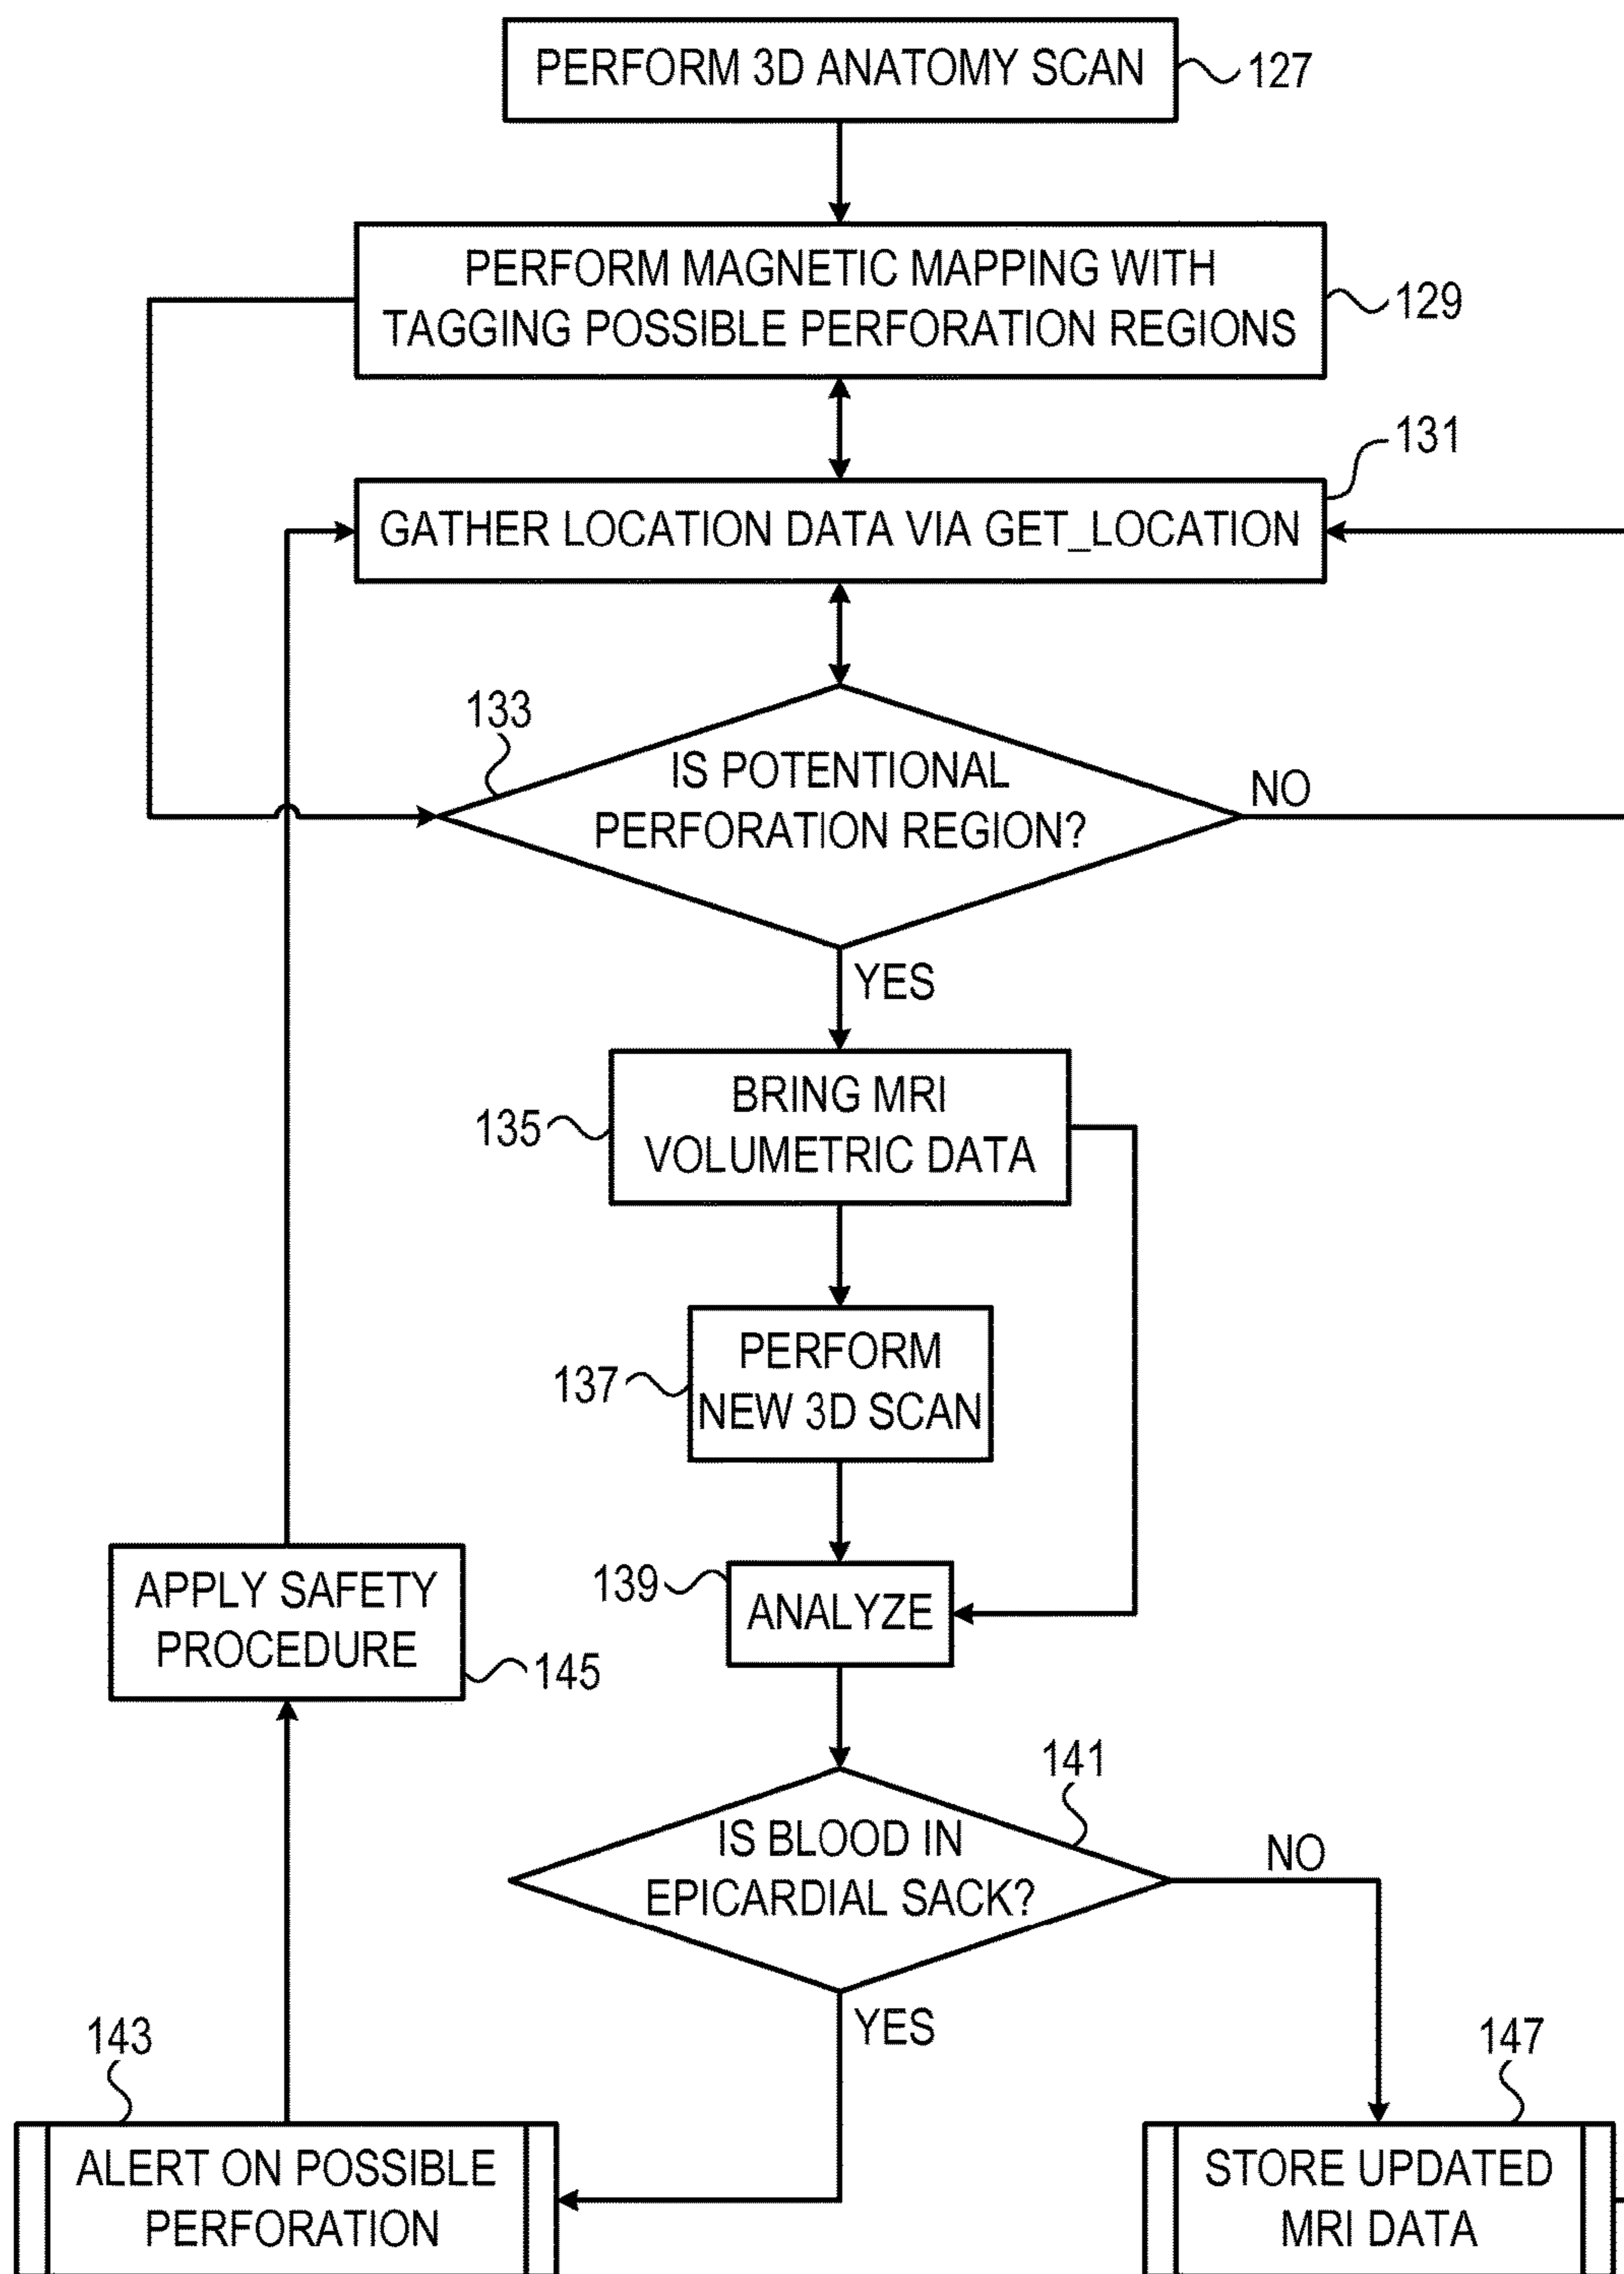 PERFORM 3D ANATOMY SCAN
127
PERFORM MAGNETIC MAPPING WITH
TAGGING POSSIBLE PERFORATION REGIONS
129
131
GATHER LOCATION DATA VIA GET_LOCATION
133
IS POTENTIONAL
PERFORATION REGION?
NO
YES
135
BRING MRI
VOLUMETRIC DATA
137
PERFORM
NEW 3D SCAN
139
ANALYZE
APPLY SAFETY
PROCEDURE
145
141
IS BLOOD IN
EPICARDIAL SACK?
NO
YES
143
ALERT ON POSSIBLE
PERFORATION
147
STORE UPDATED
MRI DATA